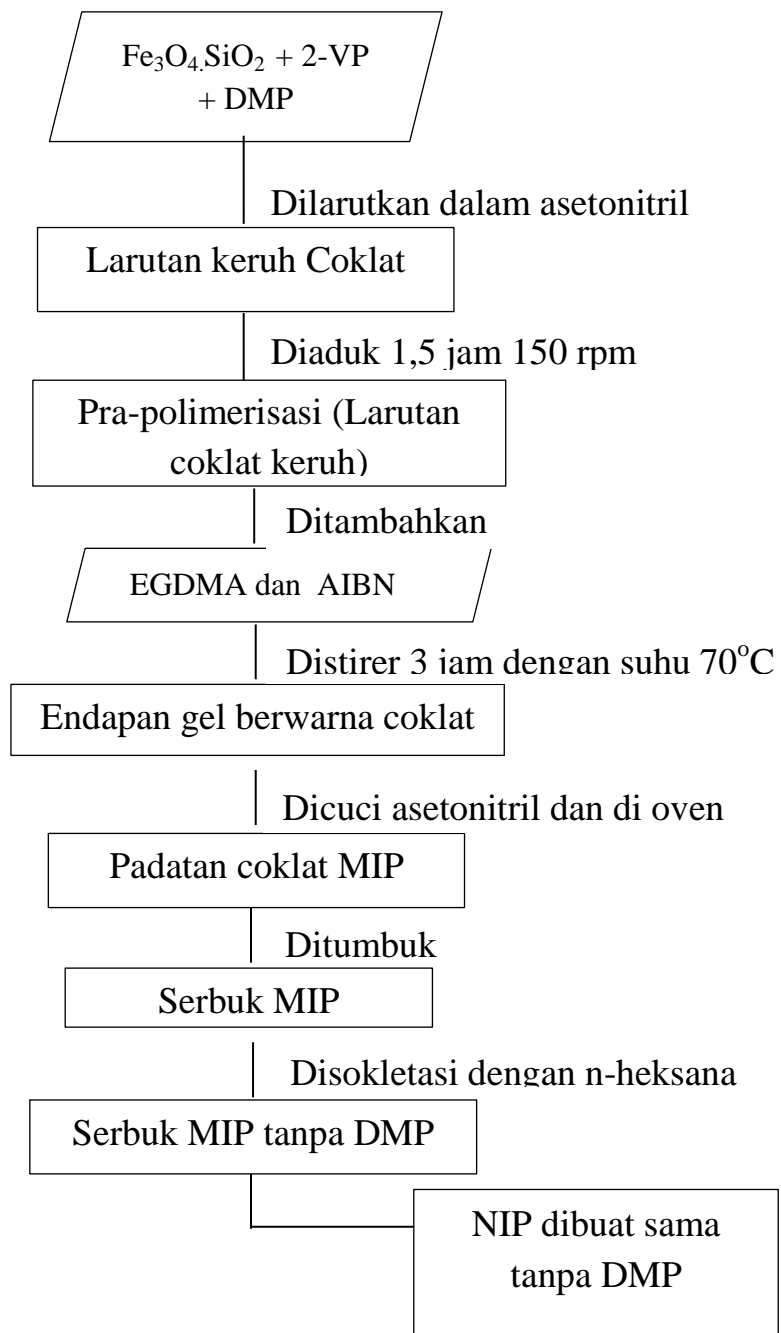 Fe₃O₄.SiO₂ + 2-VP
+ DMP
Dilarutkan dalam asetonitril
Larutan keruh Coklat
Diaduk 1,5 jam 150 rpm
Pra-polimerisasi (Larutan
coklat keruh)
Ditambahkan
EGDMA dan AIBN
Distirer 3 jam dengan suhu 70°C
Endapan gel berwarna coklat
Dicuci asetonitril dan di oven
Padatan coklat MIP
Ditumbuk
Serbuk MIP
Disokletasi dengan n-heksana
Serbuk MIP tanpa DMP
NIP dibuat sama
tanpa DMP